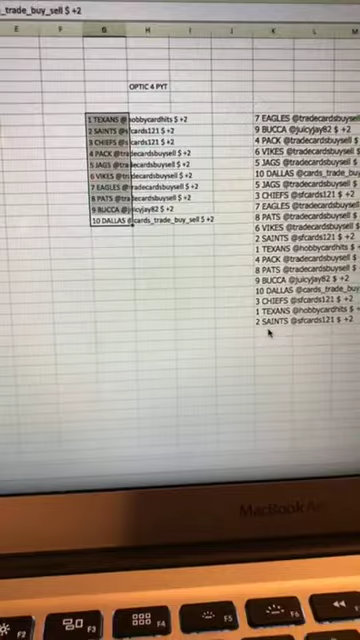 _trade_buy_sell $ +2
E F G H I J K L M
OPTIC 4 PYT
1 TEXANS @hobbycardhits $ +2
2 SAINTS @sfcards121 $ +2
3 CHIEFS @sfcards121 $ +2
4 PACK @tradecardsbuysell $ +2
5 JAGS @tradecardsbuysell $ +2
6 VIKES @tradecardsbuysell $ +2
7 EAGLES @tradecardsbuysell $ +2
8 PATS @tradecardsbuysell $ +2
9 BUCCA @juicyjay82 $ +2
10 DALLAS @cards_trade_buy_sell $ +2
7 EAGLES @tradecardsbuysell $
9 BUCCA @juicyjay82 $ +2
4 PACK @tradecardsbuysell $ +
6 VIKES @tradecardsbuysell $
5 JAGS @tradecardsbuysell $ +
10 DALLAS @cards_trade_buy
5 JAGS @tradecardsbuysell $ +
3 CHIEFS @sfcards121 $ +2
7 EAGLES @tradecardsbuysell $
8 PATS @tradecardsbuysell $ +
6 VIKES @tradecardsbuysell $
2 SAINTS @sfcards121 $ +2
1 TEXANS @hobbycardhits $ +
4 PACK @tradecardsbuysell $ +
8 PATS @tradecardsbuysell $ +
9 BUCCA @juicyjay82 $ +2
10 DALLAS @cards_trade_buy
3 CHIEFS @sfcards121 $ +2
1 TEXANS @hobbycardhits $ +
2 SAINTS @sfcards121 $ +2
MacBook Air
F2 F3 F4 F5 F6